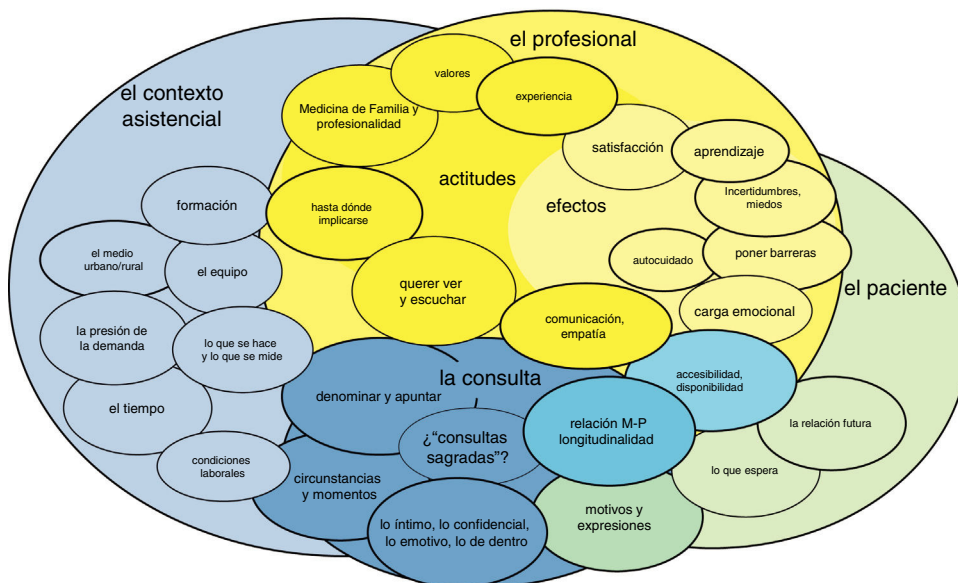 el profesional
el contexto
asistencial
valores
experiencia
Medicina de Familia y
profesionalidad
satisfacción
aprendizaje
actitudes
efectos
Incertidumbres,
miedos
formación
hasta dónde
implicarse
el medio
urbano/rural
el equipo
autocuidado
poner barreras
querer ver
y escuchar
el paciente
carga emocional
comunicación,
empatía
la presión de
la demanda
lo que se hace
y lo que se mide
la consulta
accesibilidad,
disponibilidad
denominar y apuntar
el tiempo
relación M-P
longitudinalidad
la relación futura
¿“consultas
sagradas”?
condiciones
laborales
lo que espera
circunstancias
y momentos
motivos y
expresiones
lo íntimo, lo confidencial,
lo emotivo, lo de dentro